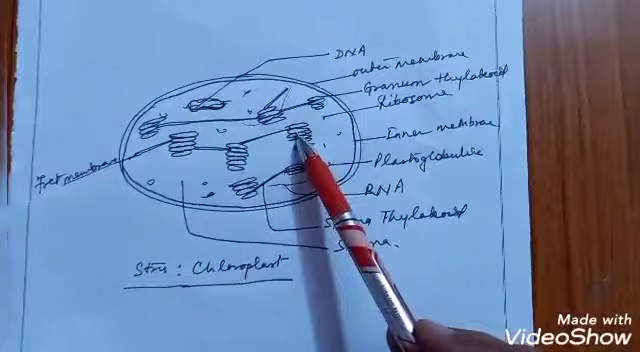 DNA
outer membrane
Granum thylakoid
Ribosome
Inner membrane
Fret membrane
Plastoglobule
RNA
Thylakoid
Str : Chloroplast
Made with
VideoShow